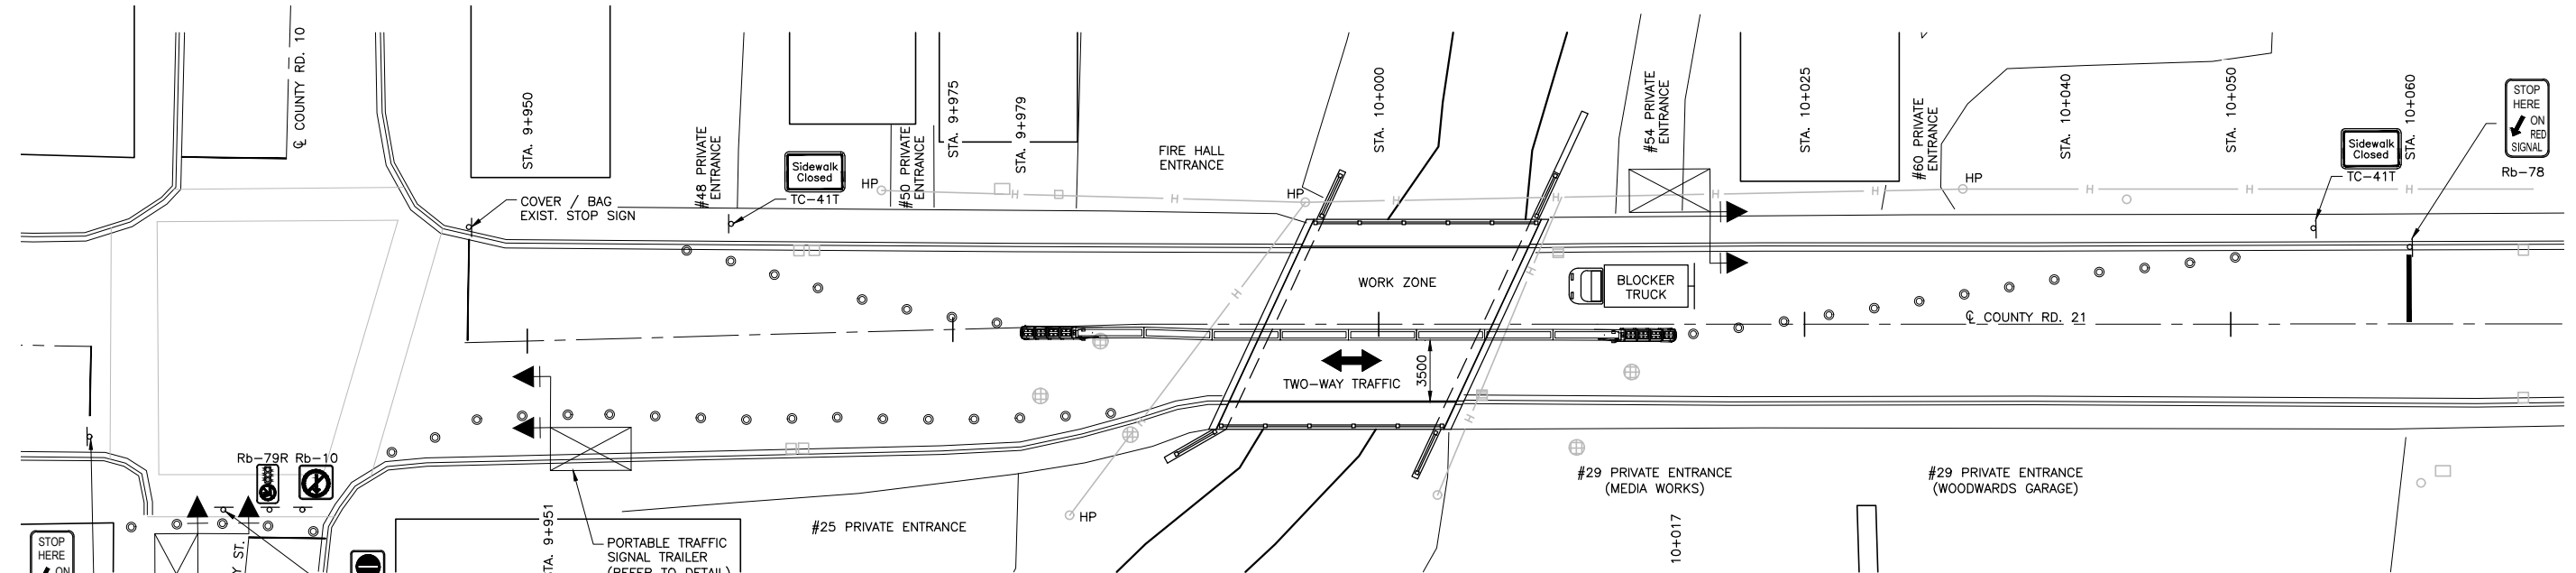 ℄ COUNTY RD. 10
STA. 9+950
#48 PRIVATE
ENTRANCE
Sidewalk
Closed
TC-41T
HP
#50 PRIVATE
ENTRANCE
STA. 9+975
STA. 9+979
FIRE HALL
ENTRANCE
HP
STA. 10+000
#54 PRIVATE
ENTRANCE
STA. 10+025
#60 PRIVATE
ENTRANCE
HP
STA. 10+040
STA. 10+050
Sidewalk
Closed
TC-41T
STA. 10+060
STOP
HERE
ON
RED
SIGNAL
Rb-78
COVER / BAG
EXIST. STOP SIGN
H
H
H
H
H
H
H
H
H
H
H
H
H
WORK ZONE
BLOCKER
TRUCK
℄ COUNTY RD. 21
TWO-WAY TRAFFIC
3500
Rb-79R Rb-10
#29 PRIVATE ENTRANCE
(MEDIA WORKS)
#29 PRIVATE ENTRANCE
(WOODWARDS GARAGE)
#25 PRIVATE ENTRANCE
HP
10+017
STA. 9+951
PORTABLE TRAFFIC
SIGNAL TRAILER
(REFER TO DETAIL)
STOP
HERE
ON
Y ST.